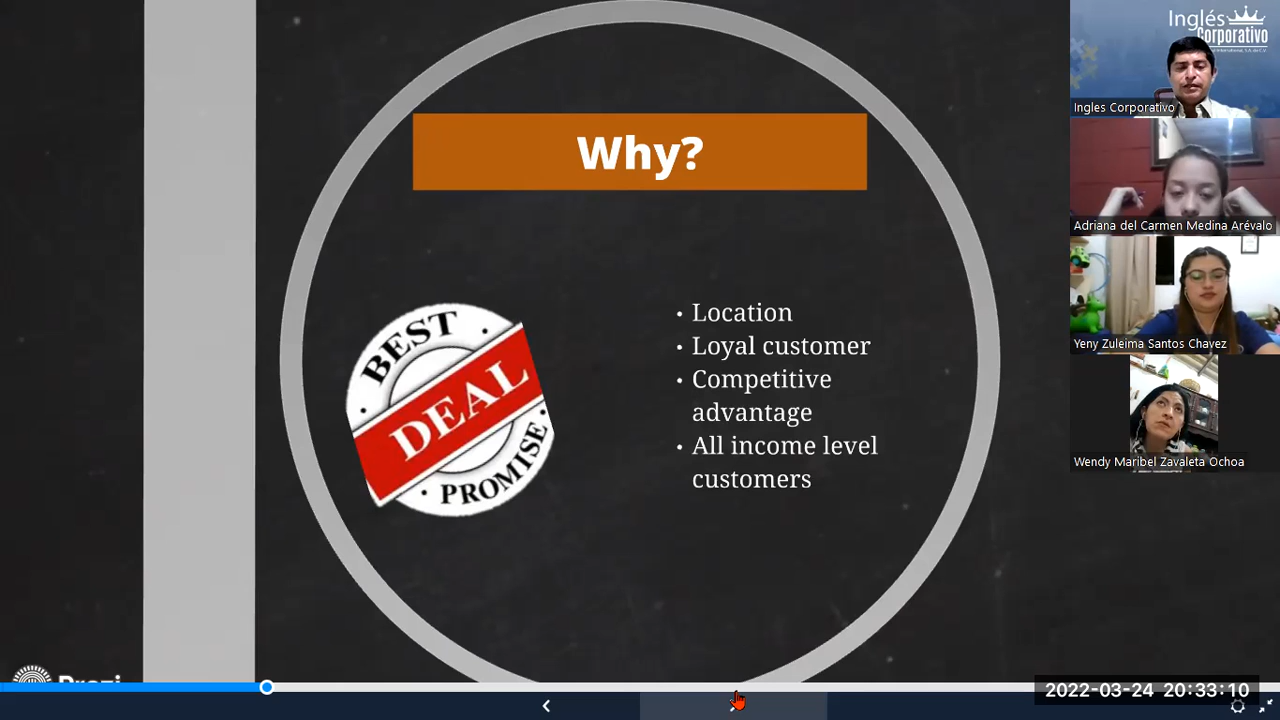 Why?
BEST
DEAL
PROMISE
• Location
• Loyal customer
• Competitive
advantage
• All income level
customers
Prezi
Inglés
Corporativo
Ingles Corporativo
Adriana del Carmen Medina Arévalo
Yeny Zuleima Santos Chavez
Wendy Maribel Zavaleta Ochoa
2022-03-24 20:33:10